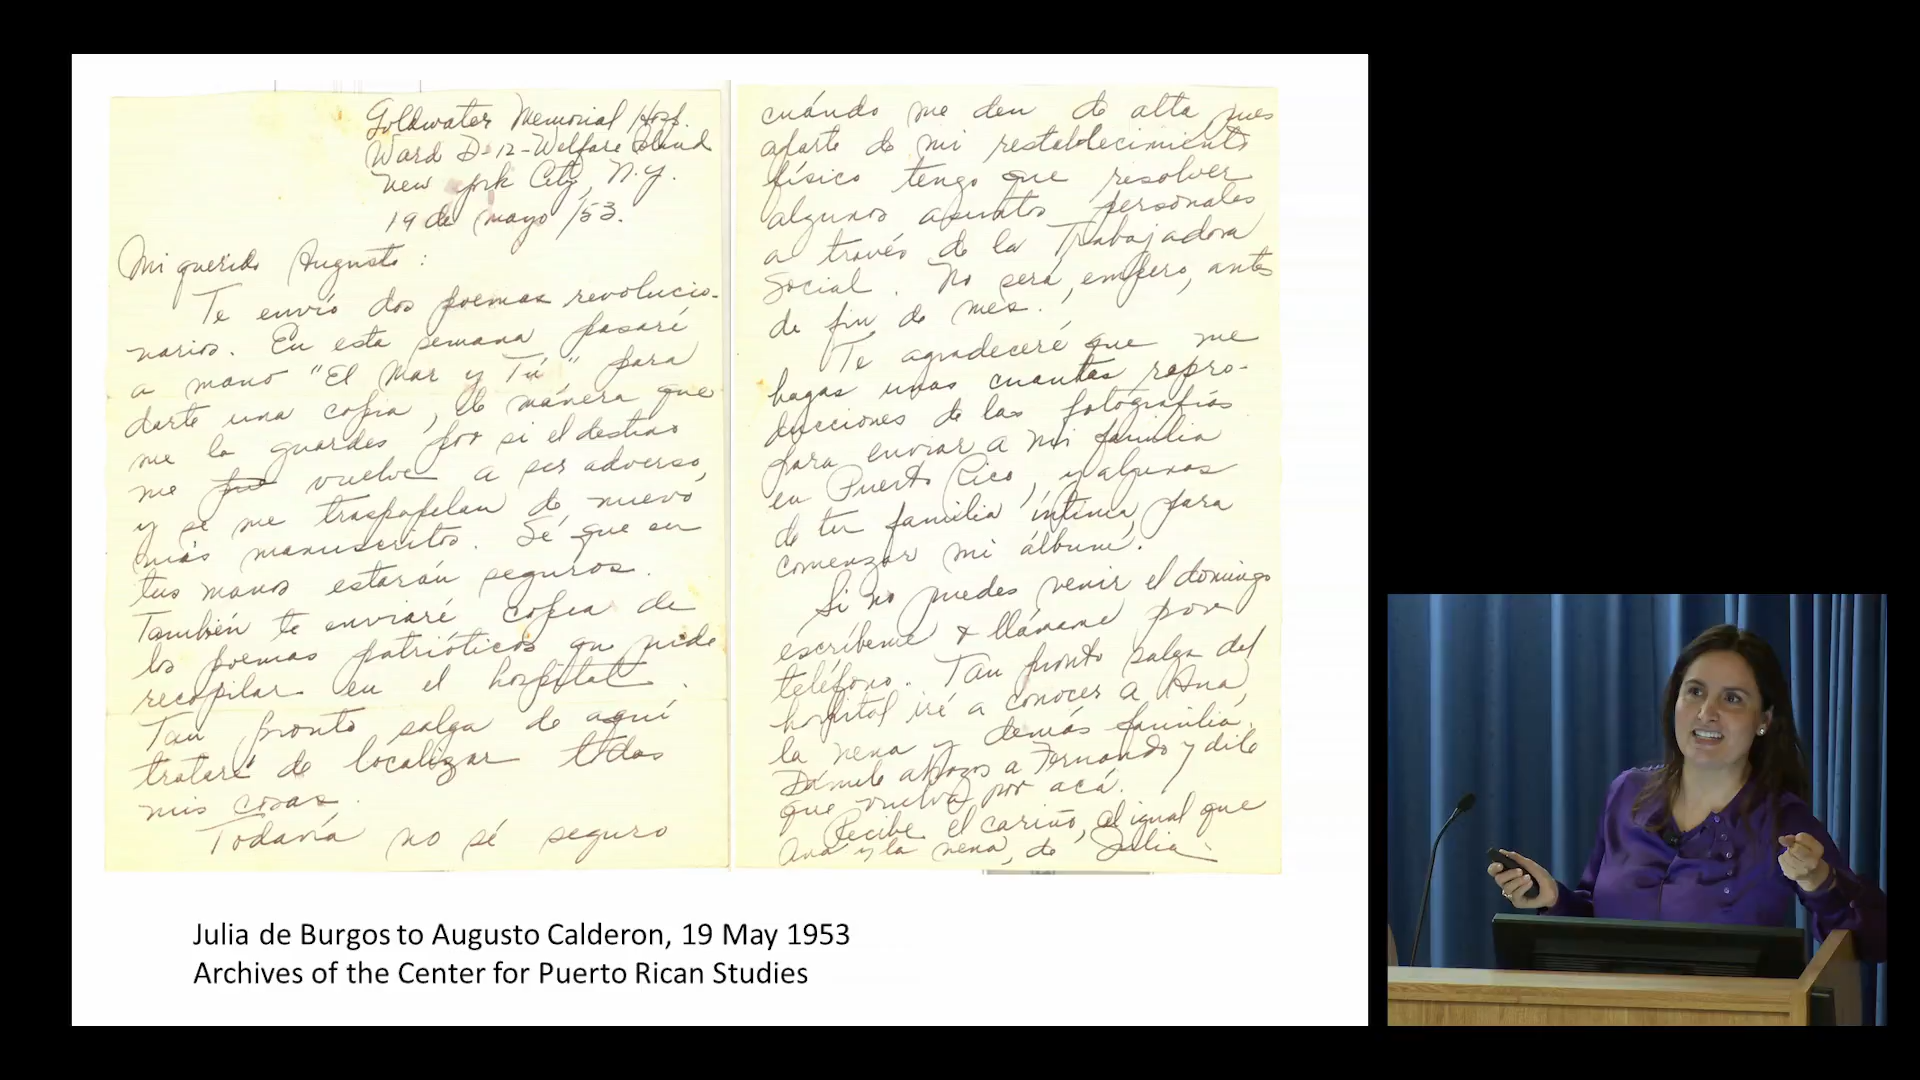 Goldwater Memorial Hosp.
Ward D-12-Welfare Island
New York City, N.Y.
19 de mayo /53.
Mi querido Augusto :
Te envío dos poemas revolucio-
narios. En esta semana pasaré
a mano "El Mar y Tú" para
darte una copia, de manera que
me la guardes por si el destino
me vuelve a ser adverso,
y se me traspapelan de nuevo
mis manuscritos. Sé que en
tus manos estarán seguros.
También te enviaré copia de
los poemas patrióticos que pude
recopilar en el hospital.
Tan pronto salga de aquí
trataré de localizar todas
mis cosas.
Todavía no sé seguro
cuándo me den de alta pues
aparte de mi restablecimiento
físico tengo que resolver
algunos asuntos personales
a través de la Trabajadora
Social. No será, empero, antes
de fin de mes.
Te agradeceré que me
hagas unas cuantas repro-
ducciones de las fotografías
para enviar a mi familia
en Puerto Rico, y algunas
de tu familia íntima, para
comenzar mi álbum.
Si no puedes venir el domingo
escríbeme o llámame por
teléfono. Tan pronto salga del
hospital iré a conocer a Ana,
la nena y demás familia.
Dámele abrazos a Fernando y dile
que vuelva por acá.
Recibe el cariño, al igual que
Ana y la nena, de Julia
Julia de Burgos to Augusto Calderon, 19 May 1953
Archives of the Center for Puerto Rican Studies